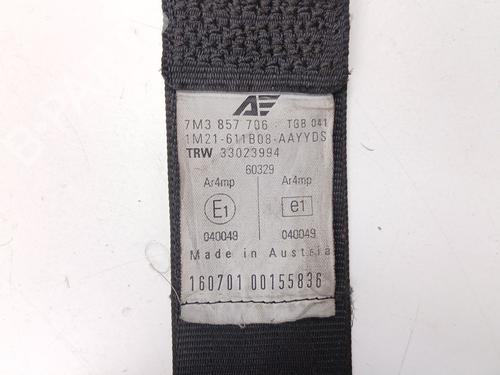 AE
7M3 857 706 TGB 041
1M21-611B08-AAYYDS
TRW 33023994
60329
Ar4mp Ar4mp
E1 e1
040049 040049
Made in Austria
160701 00155836